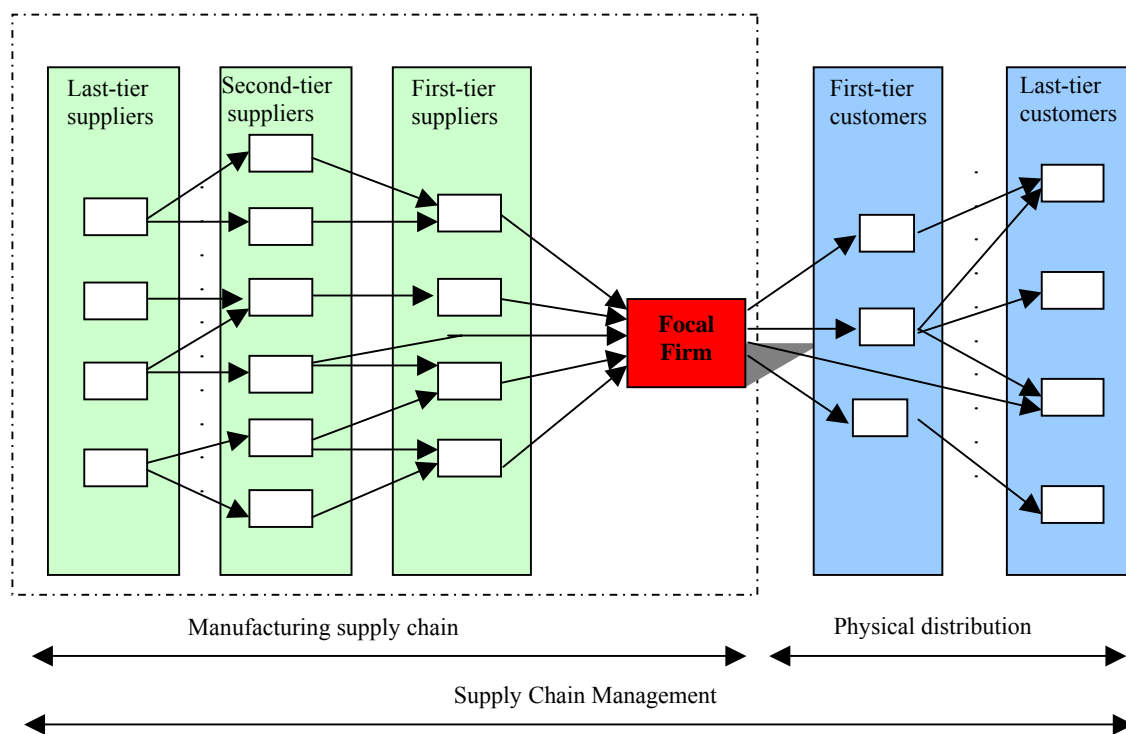 Last-tier
suppliers
Second-tier
suppliers
First-tier
suppliers
First-tier
customers
Last-tier
customers
Focal
Firm
Manufacturing supply chain
Physical distribution
Supply Chain Management